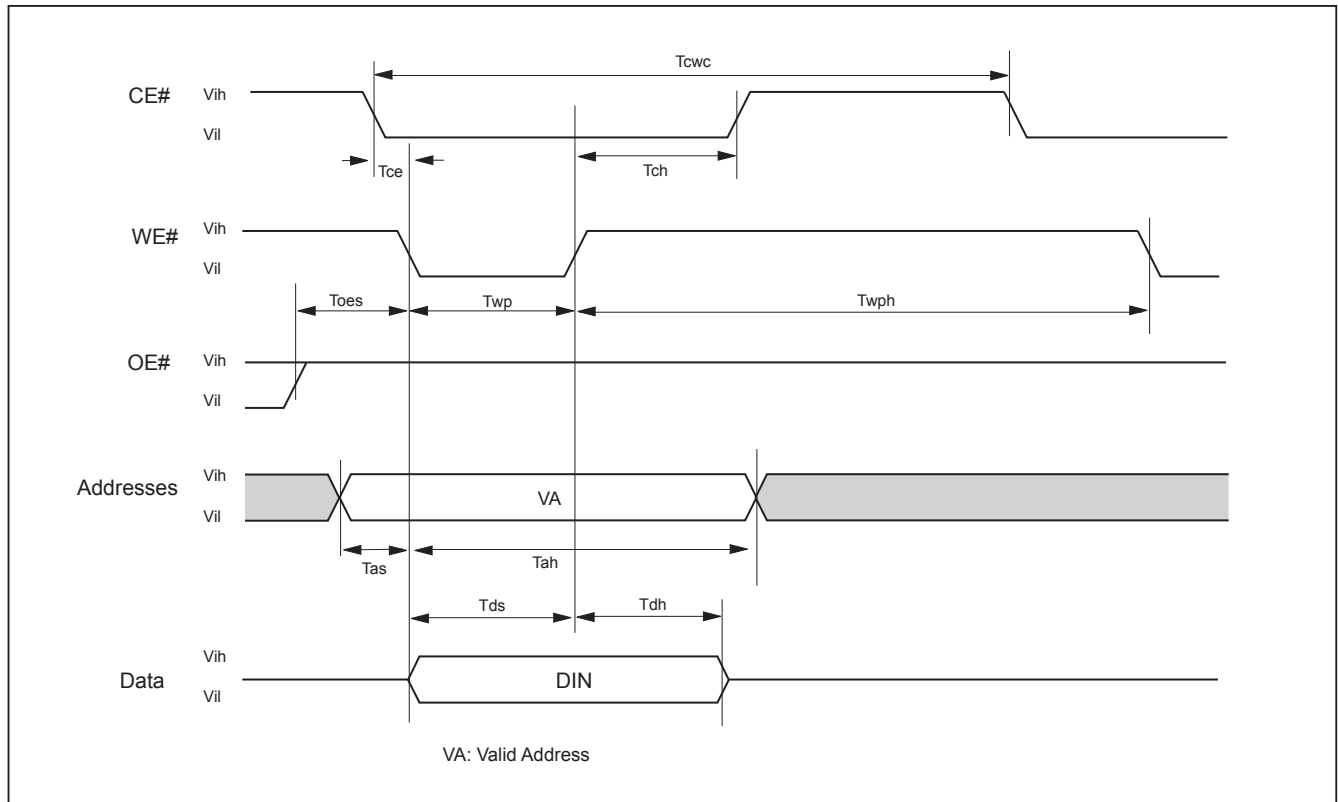 Tcwc
CE#
Vih
Vil
Tce
Tch
WE#
Vih
Vil
Toes
Twp
Twph
OE#
Vih
Vil
Addresses
Vih
Vil
VA
Tas
Tah
Tds
Tdh
Data
Vih
Vil
DIN
VA: Valid Address